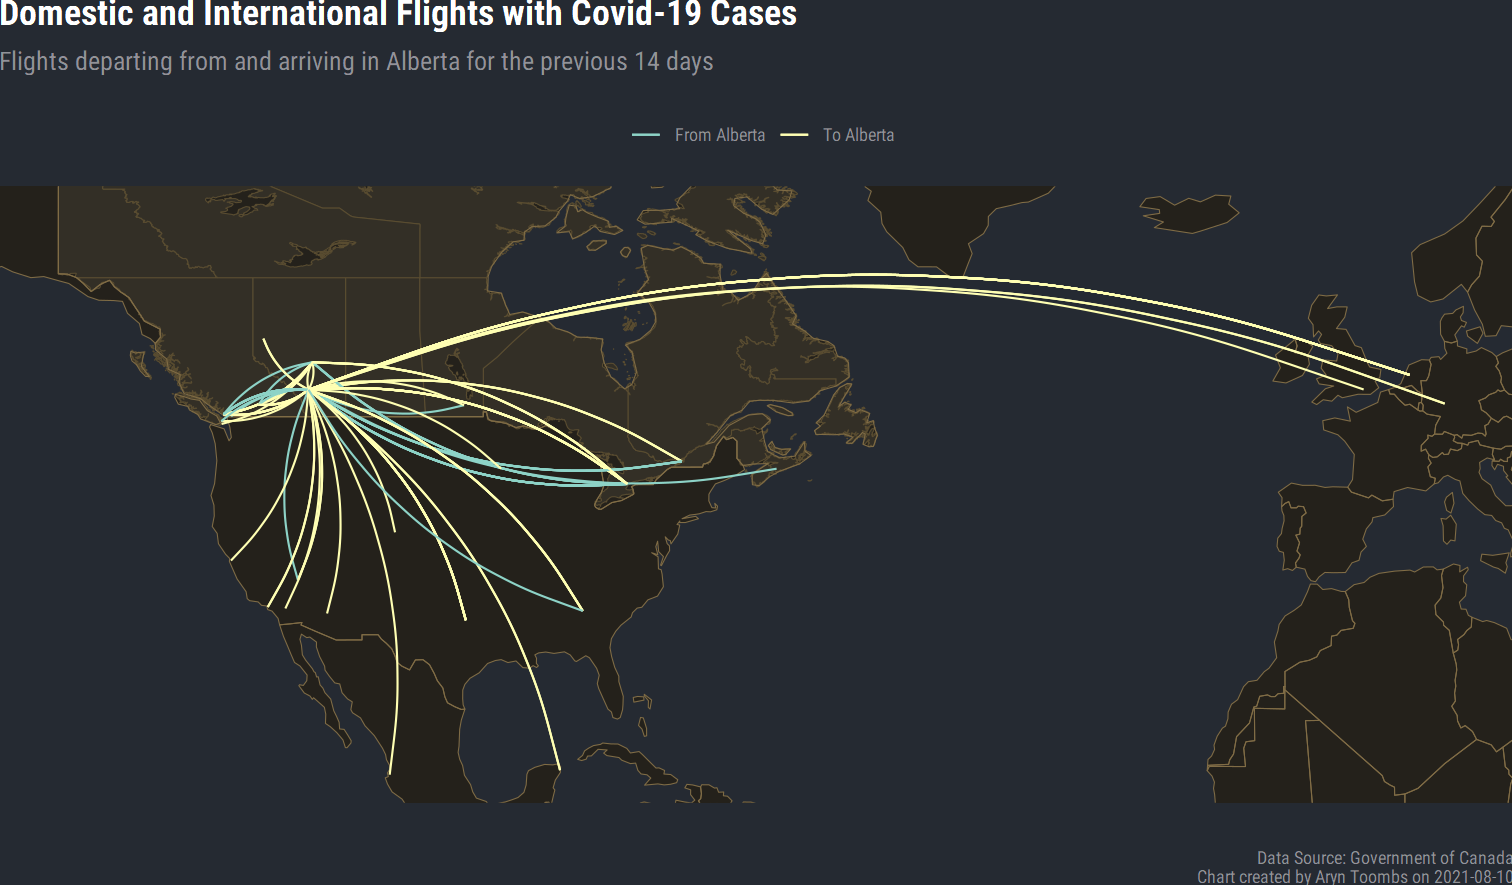 Domestic and International Flights with Covid-19 Cases
Flights departing from and arriving in Alberta for the previous 14 days
From Alberta To Alberta
Data Source: Government of Canada
Chart created by Aryn Toombs on 2021-08-10